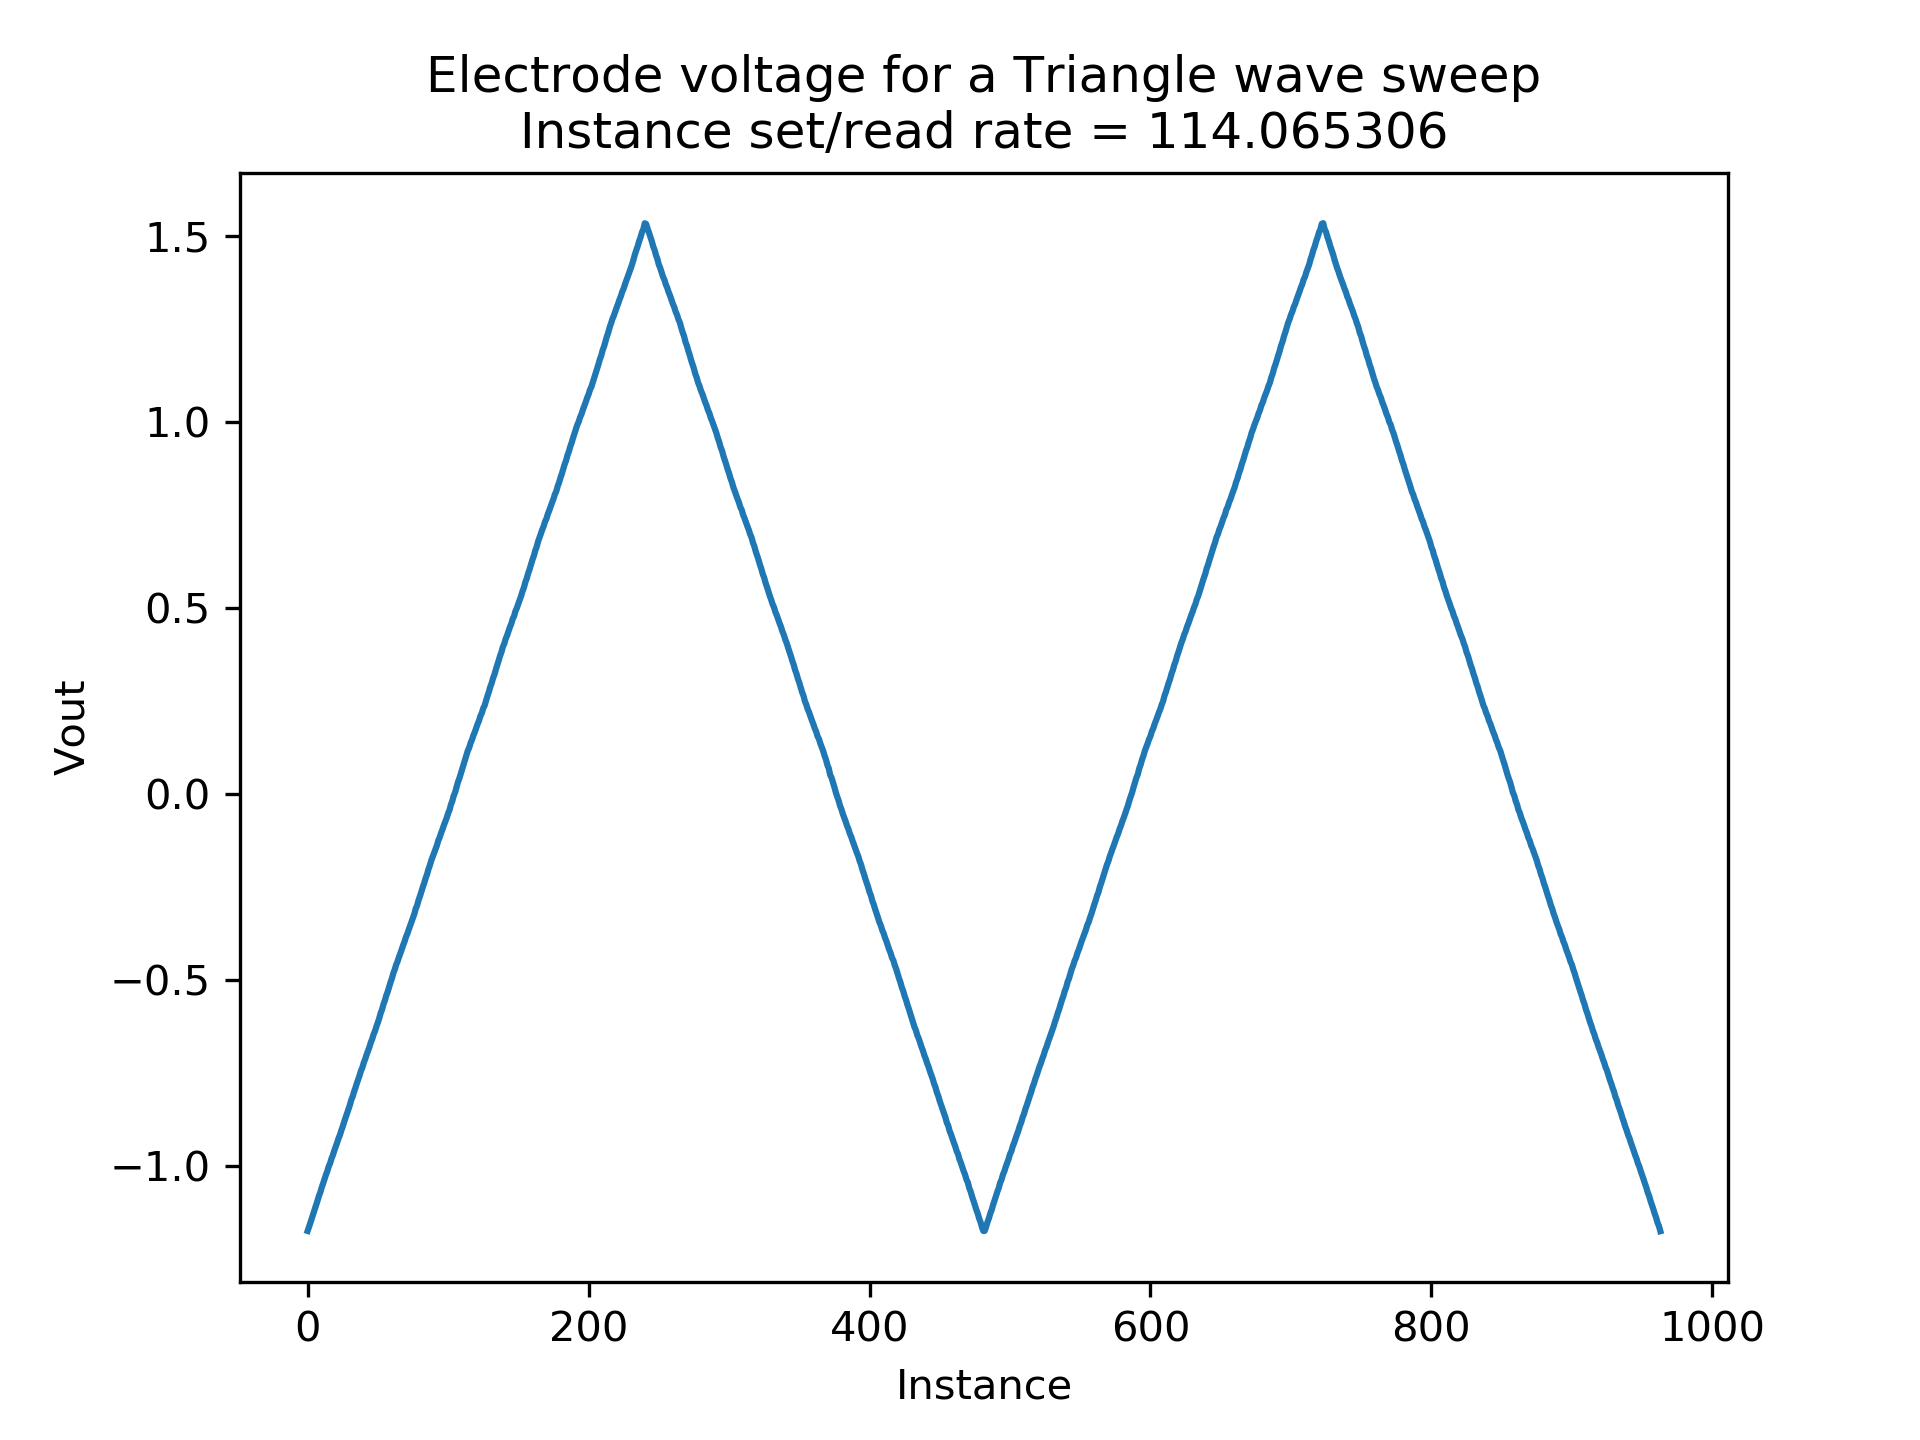 Electrode voltage for a Triangle wave sweep
Instance set/read rate = 114.065306
1.5
1.0
0.5
0.0
−0.5
−1.0
Vout
0 200 400 600 800 1000
Instance